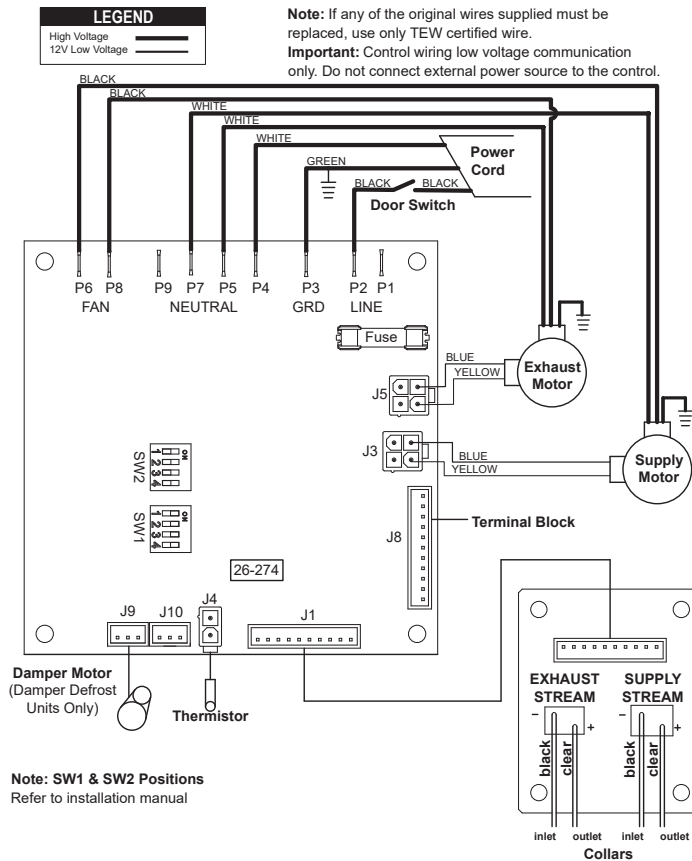 LEGEND
High Voltage
12V Low Voltage
Note: If any of the original wires supplied must be
replaced, use only TEW certified wire.
Important: Control wiring low voltage communication
only. Do not connect external power source to the control.
BLACK
BLACK
WHITE
WHITE
WHITE
GREEN
BLACK
BLACK
Power
Cord
Door Switch
P6
P8
P9
P7
P5
P4
P3
P2
P1
FAN
NEUTRAL
GRD
LINE
Fuse
J5
BLUE
YELLOW
Exhaust
Motor
J3
BLUE
YELLOW
Supply
Motor
SW2
ON
1
2
3
4
SW1
ON
1
2
3
4
J8
Terminal Block
26-274
J9
J10
J4
J1
Damper Motor
(Damper Defrost
Units Only)
Thermistor
EXHAUST
STREAM
SUPPLY
STREAM
–
+
–
+
black
clear
black
clear
inlet
outlet
inlet
outlet
Collars
Note: SW1 & SW2 Positions
Refer to installation manual